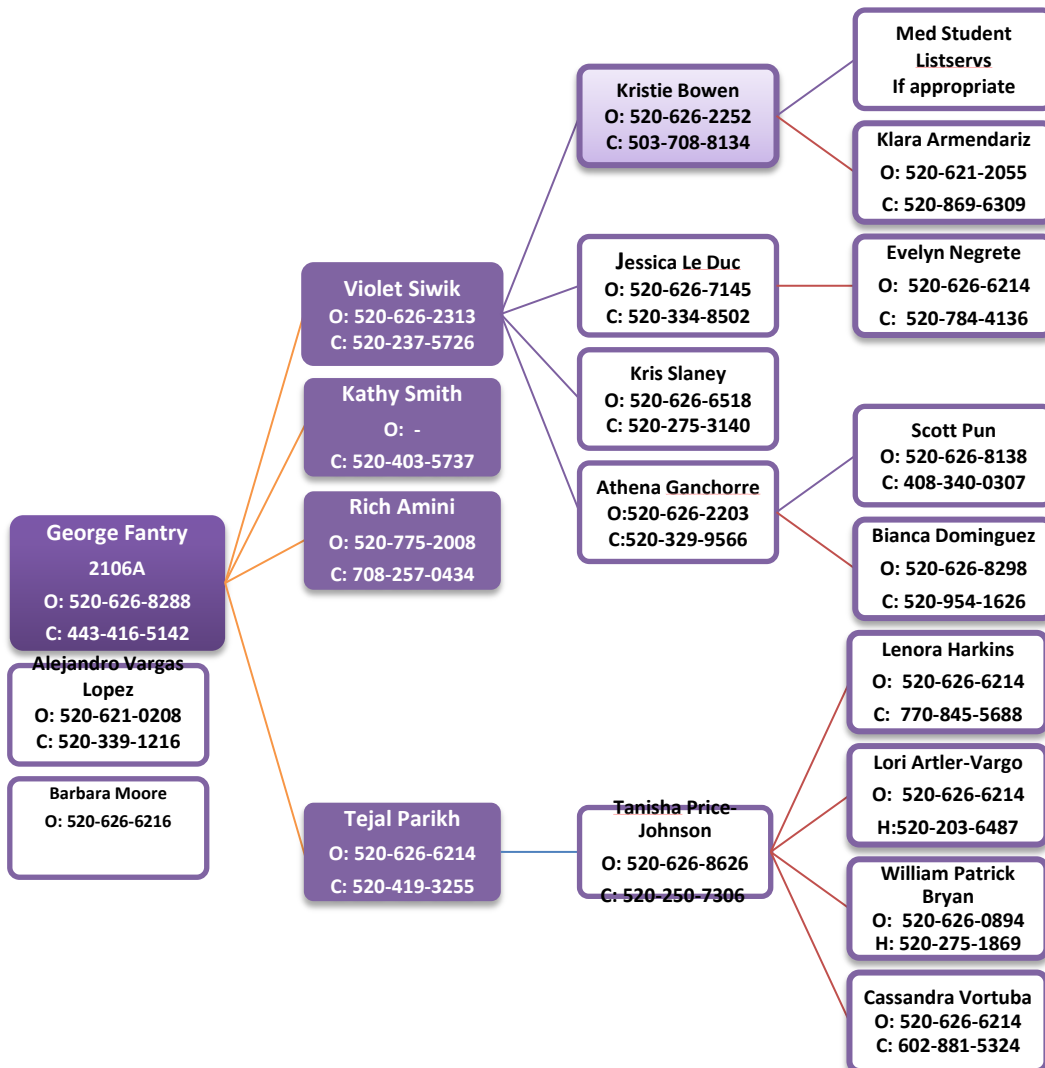 George Fantry
2106A
O: 520-626-8288
C: 443-416-5142
Alejandro Vargas
Lopez
O: 520-621-0208
C: 520-339-1216
Barbara Moore
O: 520-626-6216
Violet Siwik
O: 520-626-2313
C: 520-237-5726
Kathy Smith
O:  -
C: 520-403-5737
Rich Amini
O: 520-775-2008
C: 708-257-0434
Tejal Parikh
O: 520-626-6214
C: 520-419-3255
Kristie Bowen
O: 520-626-2252
C: 503-708-8134
Jessica Le Duc
O: 520-626-7145
C: 520-334-8502
Kris Slaney
O: 520-626-6518
C: 520-275-3140
Athena Ganchorre
O:520-626-2203
C:520-329-9566
Tanisha Price-
Johnson
O: 520-626-8626
C: 520-250-7306
Med Student
Listservs
If appropriate
Klara Armendariz
O: 520-621-2055
C: 520-869-6309
Evelyn Negrete
O:  520-626-6214
C:  520-784-4136
Scott Pun
O: 520-626-8138
C: 408-340-0307
Bianca Dominguez
O: 520-626-8298
C: 520-954-1626
Lenora Harkins
O:  520-626-6214
C:  770-845-5688
Lori Artler-Vargo
O:  520-626-6214
H:520-203-6487
William Patrick
Bryan
O:  520-626-0894
H: 520-275-1869
Cassandra Vortuba
O: 520-626-6214
C: 602-881-5324